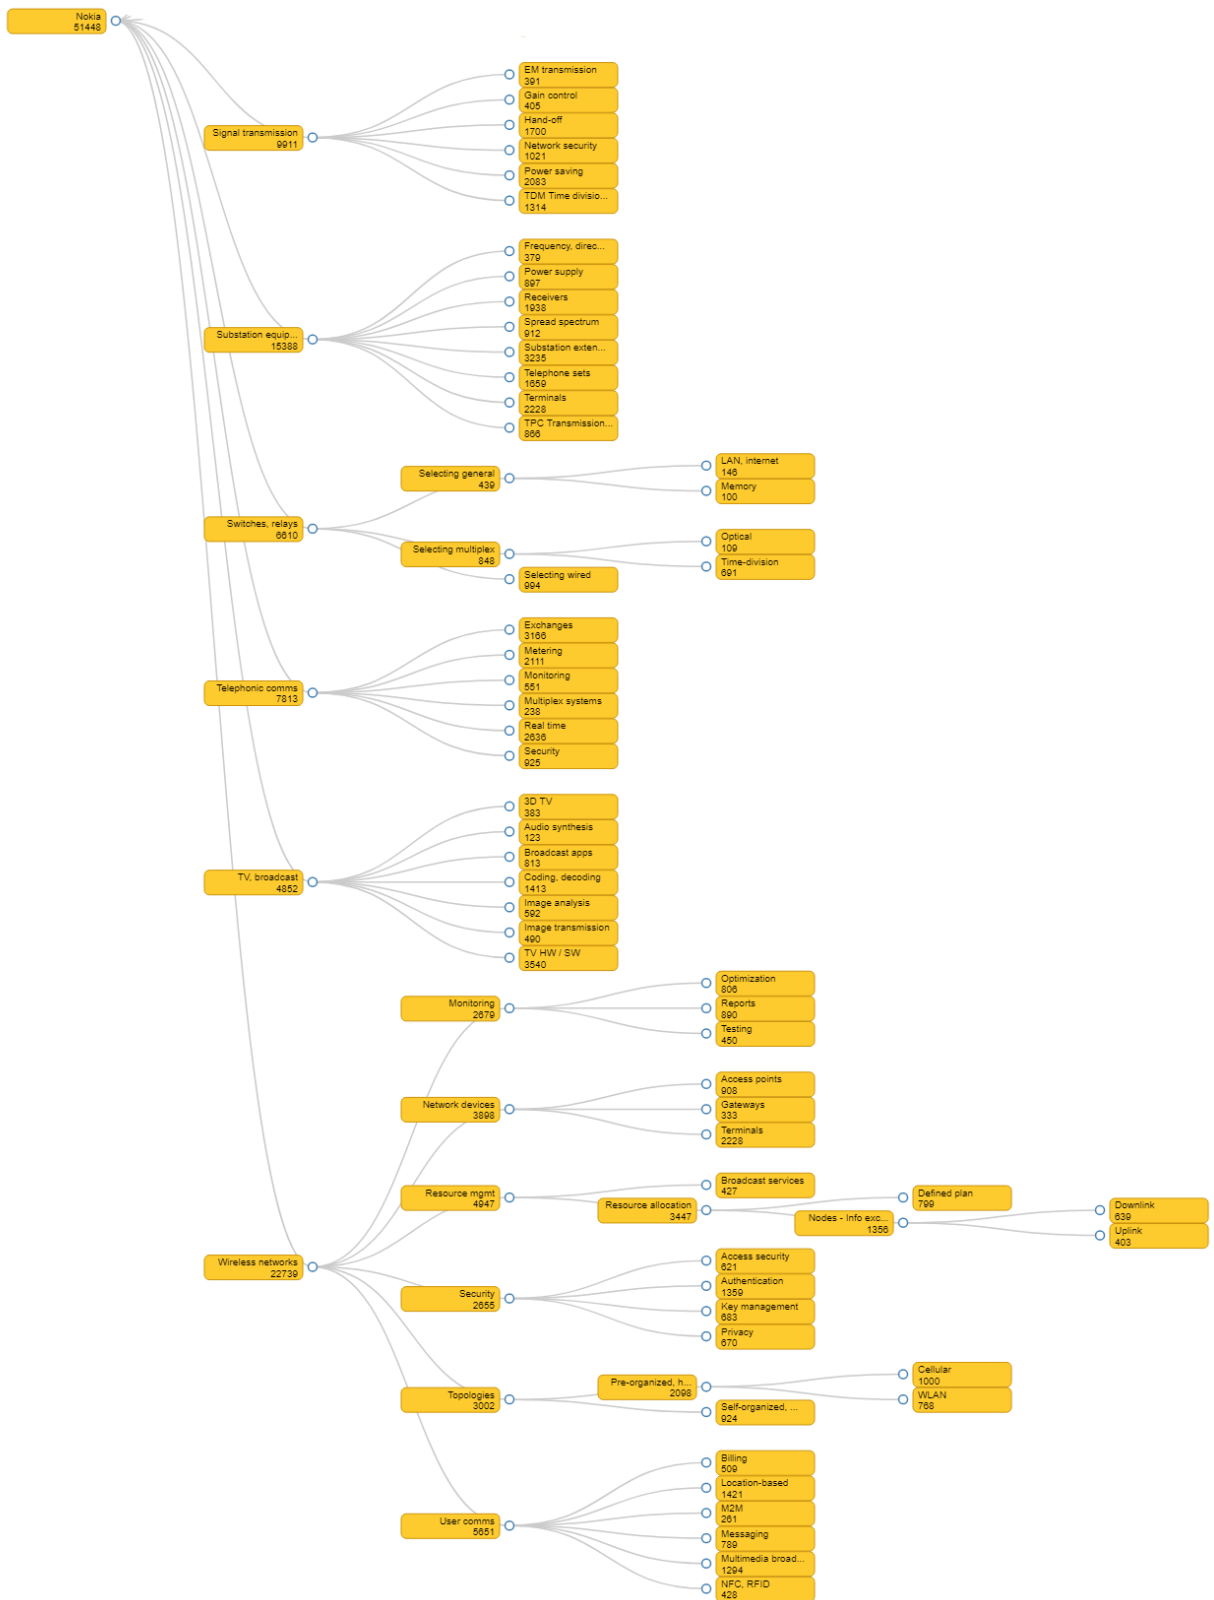 Nokia
51448
EM transmission
391
Gain control
405
Hand-off
1700
Signal transmission
9911
Network security
1021
Power saving
2083
TDM Time divisio...
1314
Frequency, direc...
379
Power supply
897
Receivers
1938
Spread spectrum
912
Substation equip...
15388
Substation exten...
3235
Telephone sets
1659
Terminals
2228
TPC Transmission...
866
Selecting general
439
LAN, internet
146
Memory
100
Switches, relays
6610
Selecting multiplex
848
Optical
109
Time-division
691
Selecting wired
994
Exchanges
3166
Metering
2111
Monitoring
551
Telephonic comms
7813
Multiplex systems
238
Real time
2636
Security
925
3D TV
383
Audio synthesis
123
Broadcast apps
813
TV, broadcast
4852
Coding, decoding
1413
Image analysis
592
Image transmission
490
TV HW / SW
3540
Monitoring
2679
Optimization
806
Reports
890
Testing
450
Network devices
3898
Access points
908
Gateways
333
Terminals
2228
Resource mgmt
4947
Broadcast services
427
Resource allocation
3447
Defined plan
799
Nodes - Info exc...
1356
Downlink
639
Uplink
403
Wireless networks
22739
Security
2655
Access security
621
Authentication
1359
Key management
683
Privacy
670
Topologies
3002
Pre-organized, h...
2098
Cellular
1000
WLAN
768
Self-organized, ...
924
User comms
5651
Billing
509
Location-based
1421
M2M
261
Messaging
789
Multimedia broad...
1294
NFC, RFID
428